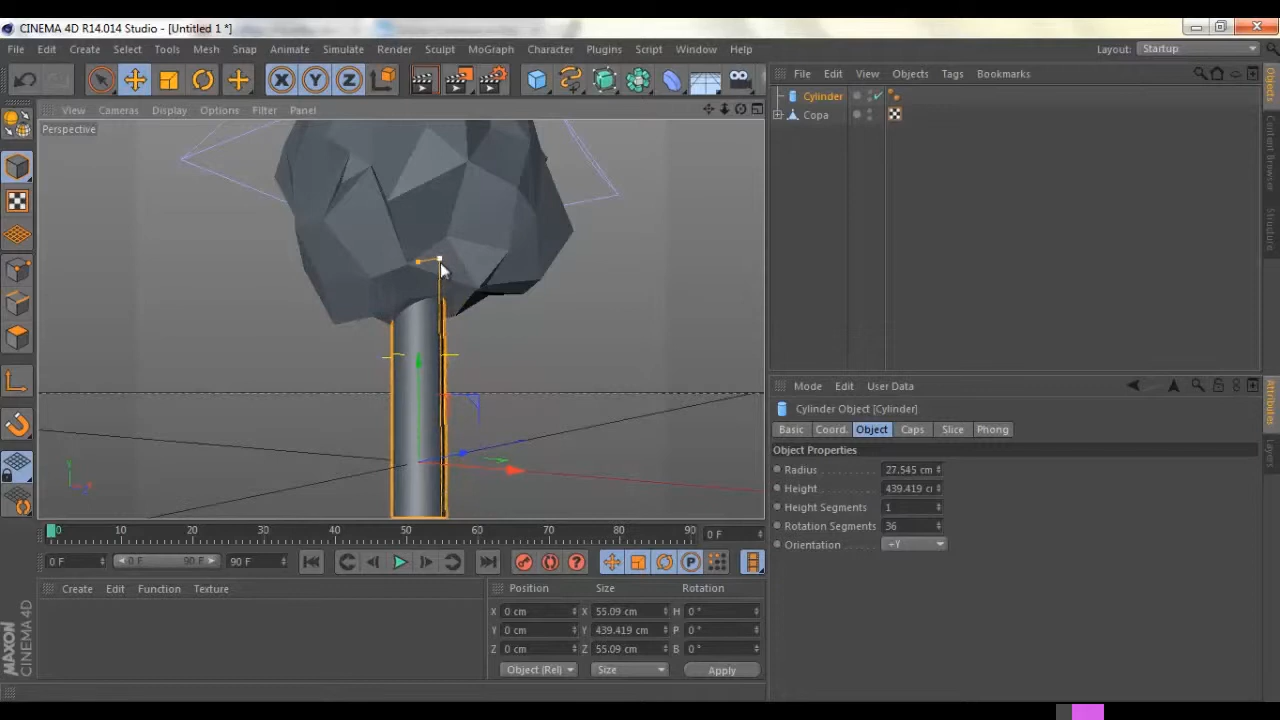 CINEMA 4D R14.014 Studio - [Untitled 1 *]
File Edit Create Select Tools Mesh Snap Animate Simulate Render Sculpt MoGraph Character Plugins Script Window Help
Layout: Startup
X Y Z
File Edit View Objects Tags Bookmarks
View Cameras Display Options Filter Panel
Perspective
Cylinder
Copa
Objects
Content Browser
Structure
Mode Edit User Data
Cylinder Object [Cylinder]
Basic Coord. Object Caps Slice Phong
Object Properties
Radius 27.545 cm
Height 439.419 c
Height Segments 1
Rotation Segments 36
Orientation +Y
Attributes
Layers
0 10 20 30 40 50 60 70 80 90 0 F
0 F 0 F 90 F 90 F
P
Create Edit Function Texture
Position Size Rotation
X 0 cm X 55.09 cm H 0 °
Y 0 cm Y 439.419 cm P 0 °
Z 0 cm Z 55.09 cm B 0 °
Object (Rel) Size Apply
MAXON
CINEMA 4D